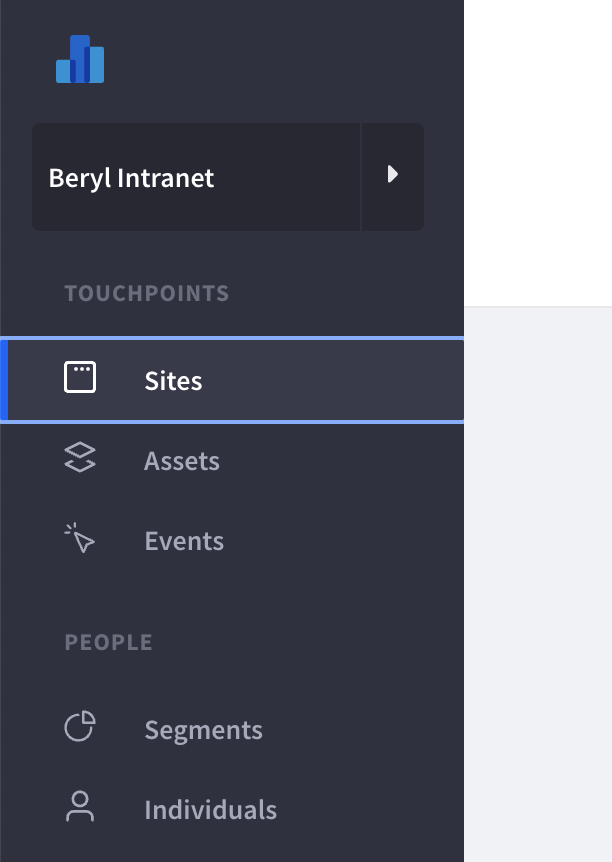 Beryl Intranet
TOUCHPOINTS
Sites
Assets
Events
PEOPLE
Segments
Individuals